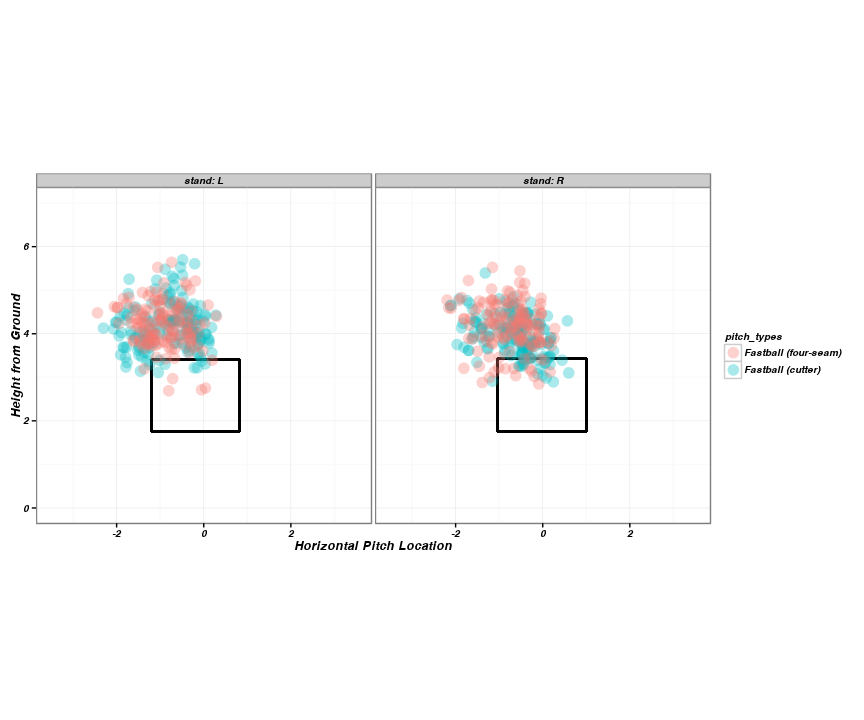 stand: L
stand: R
6
4
2
0
-2
0
2
-2
0
2
Horizontal Pitch Location
Height from Ground
pitch_types
Fastball (four-seam)
Fastball (cutter)